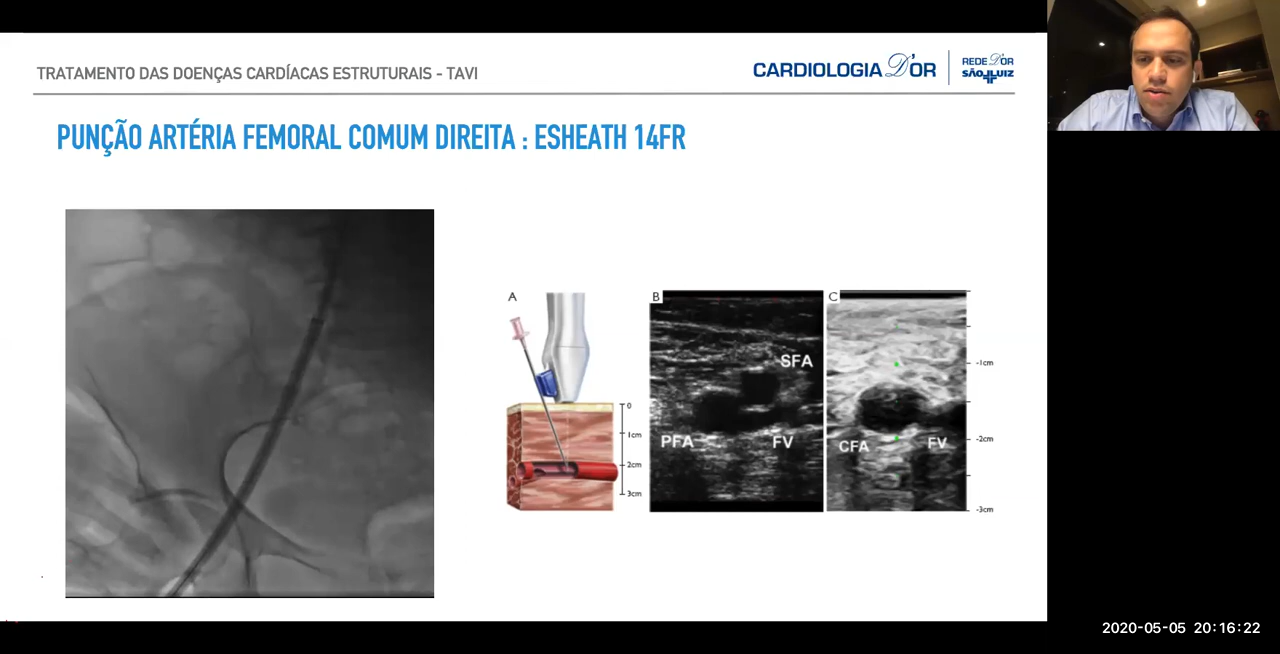 TRATAMENTO DAS DOENÇAS CARDÍACAS ESTRUTURAIS - TAVI
CARDIOLOGIA D'OR
REDE D'OR
SÃO LUIZ
PUNÇÃO ARTÉRIA FEMORAL COMUM DIREITA : ESHEATH 14FR
A
0
1cm
2cm
3cm
B
SFA
PFA
FV
C
CFA
FV
-1cm
-2cm
-3cm
2020-05-05 20:16:22